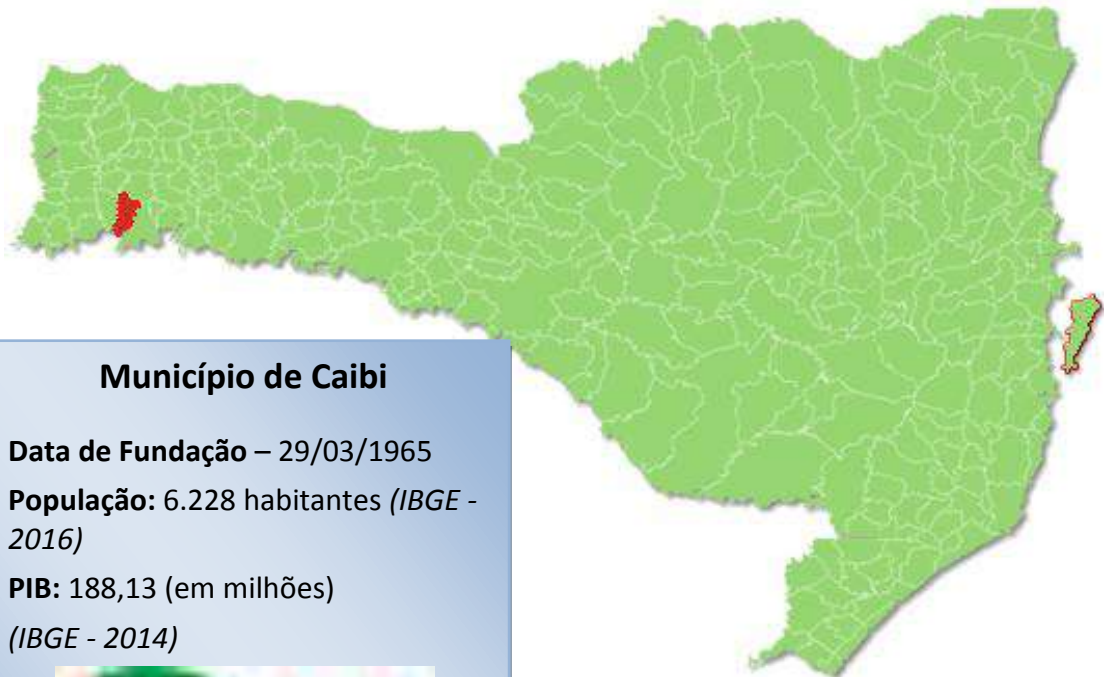 Município de Caibi
Data de Fundação – 29/03/1965
População: 6.228 habitantes (IBGE -
2016)
PIB: 188,13 (em milhões)
(IBGE - 2014)